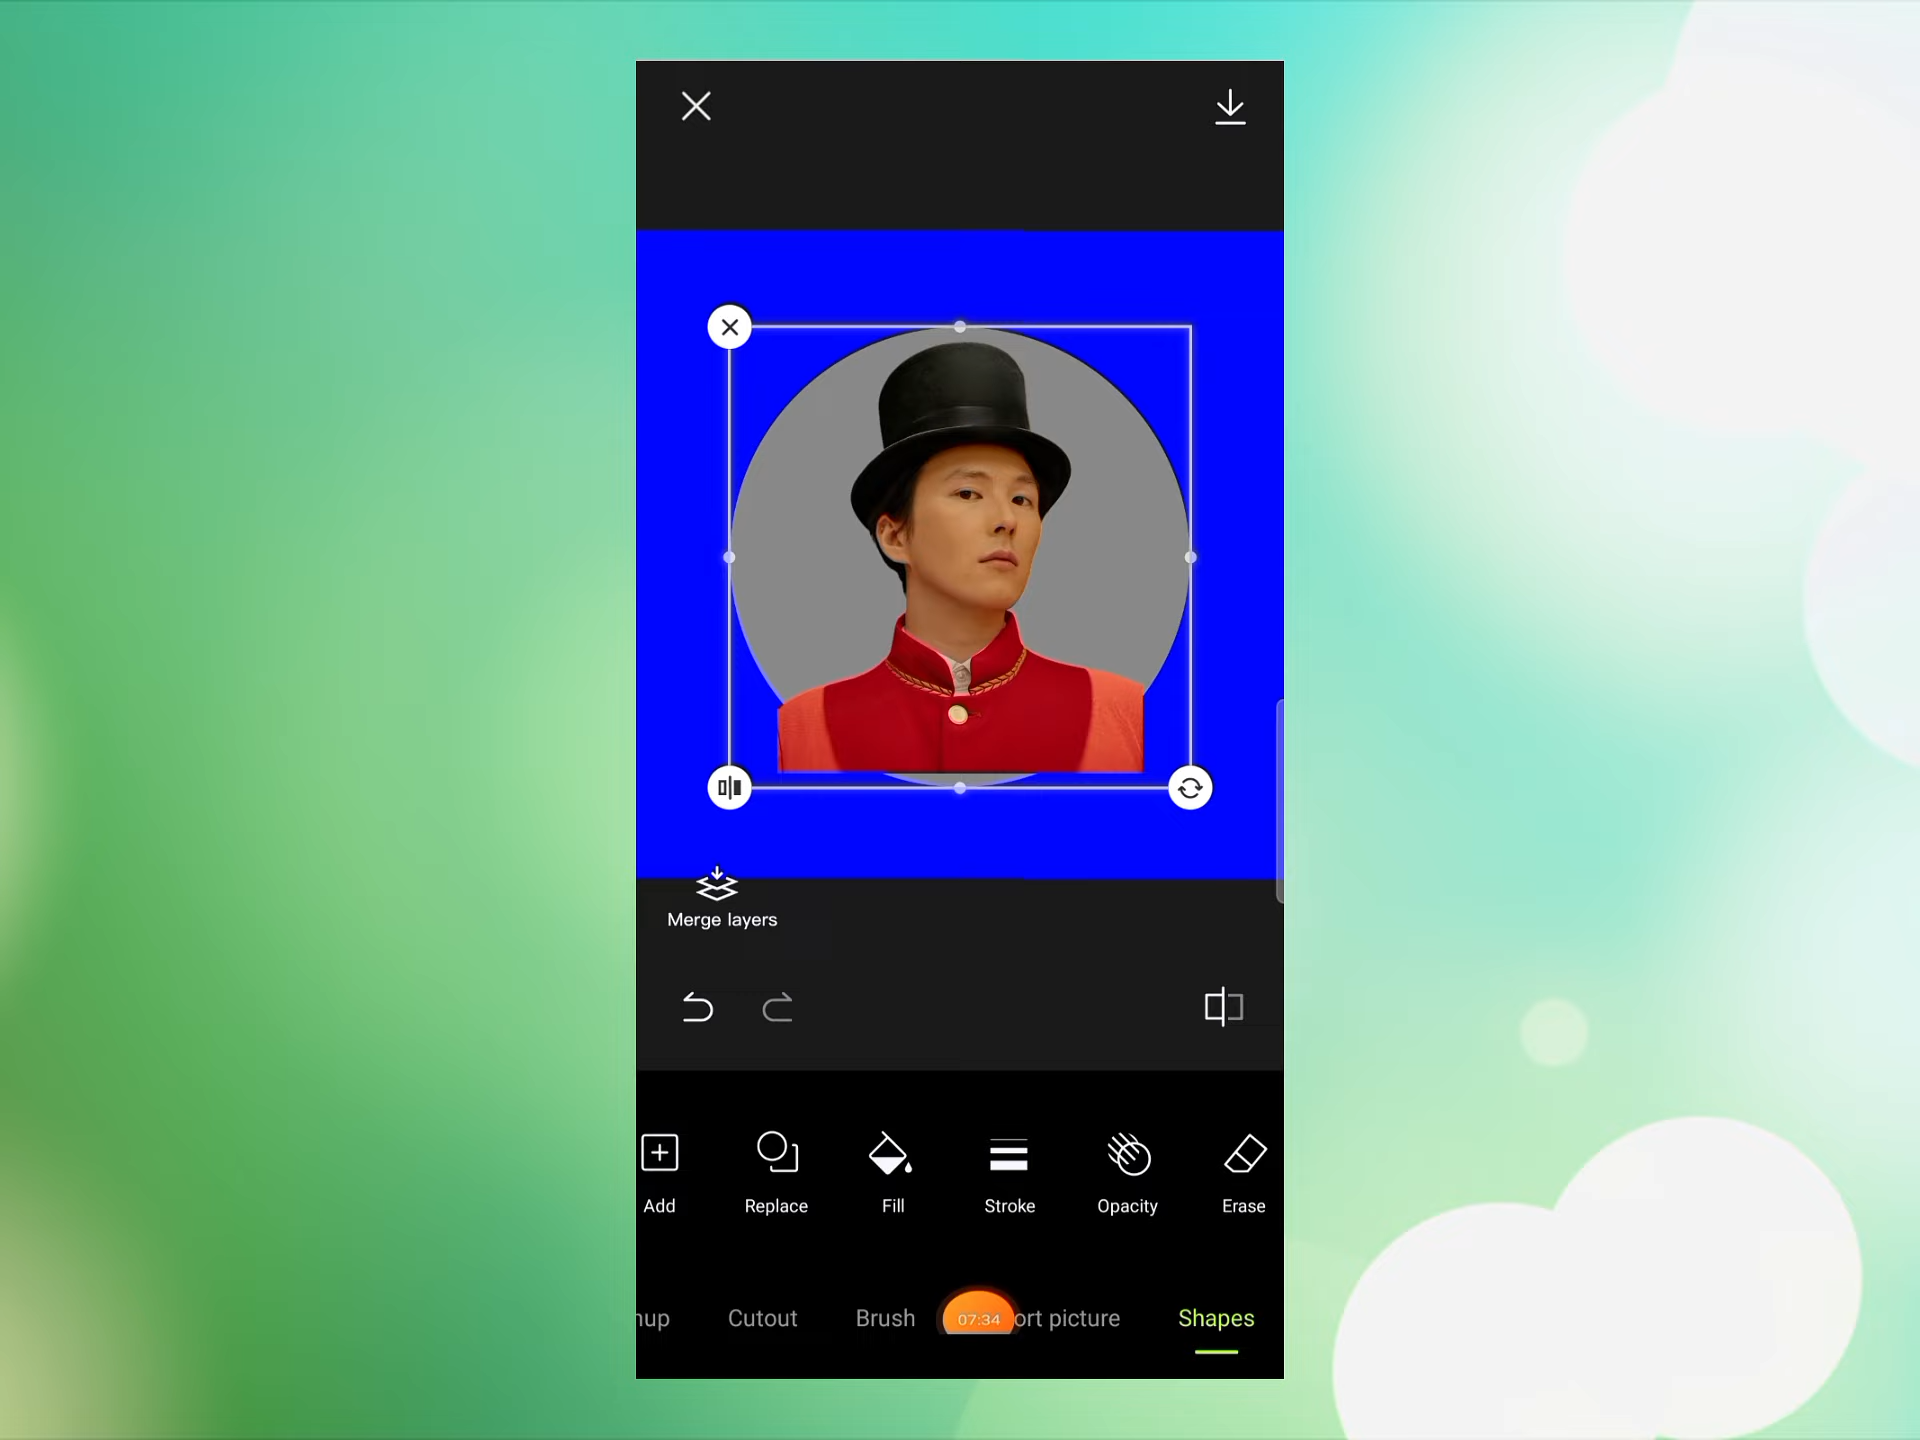 Merge layers
Add Replace Fill Stroke Opacity Erase
Cutout Brush 07:34 ort picture Shapes